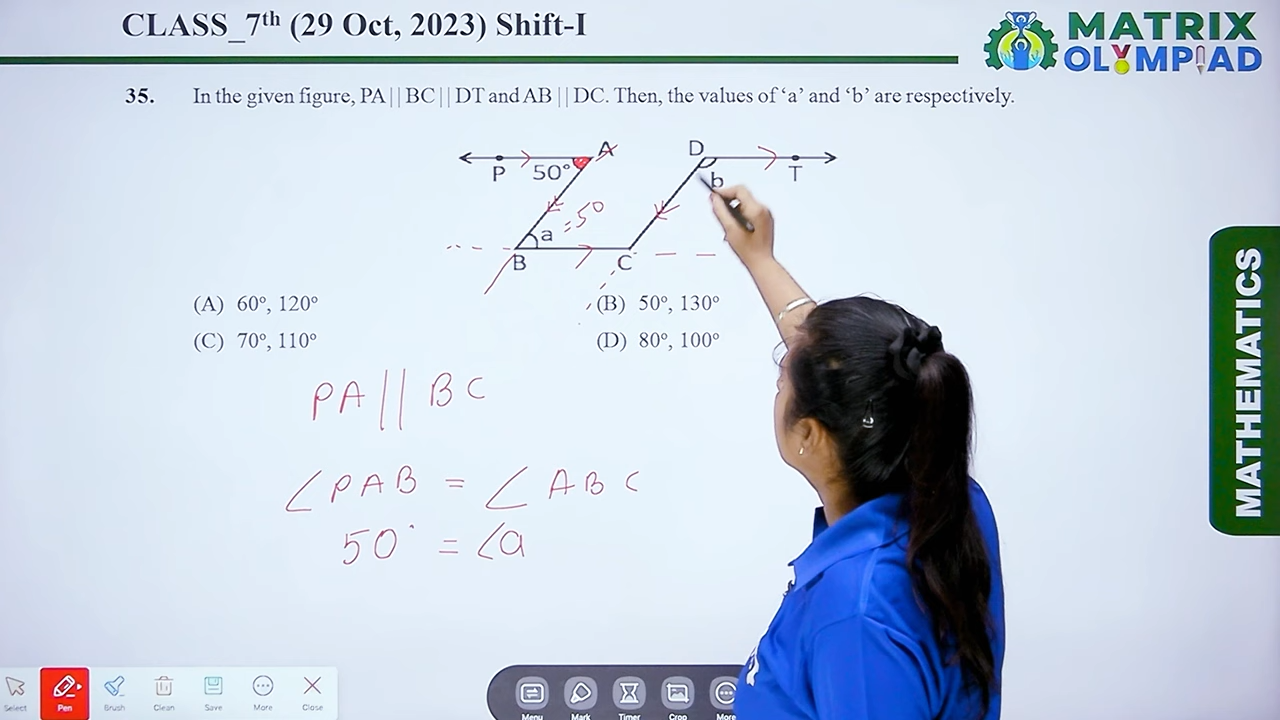 CLASS_7th (29 Oct, 2023) Shift-I
MATRIX
OLYMPIAD
35. In the given figure, PA || BC || DT and AB || DC. Then, the values of ‘a’ and ‘b’ are respectively.
A D
P 50° b T
= 50
a
B C
(A) 60°, 120° (B) 50°, 130°
(C) 70°, 110° (D) 80°, 100°
PA || BC
∠PAB = ∠ABC
50° = ∠a
MATHEMATICS
Select Pen Brush Clean Save More Close
Menu Mark Timer Crop More